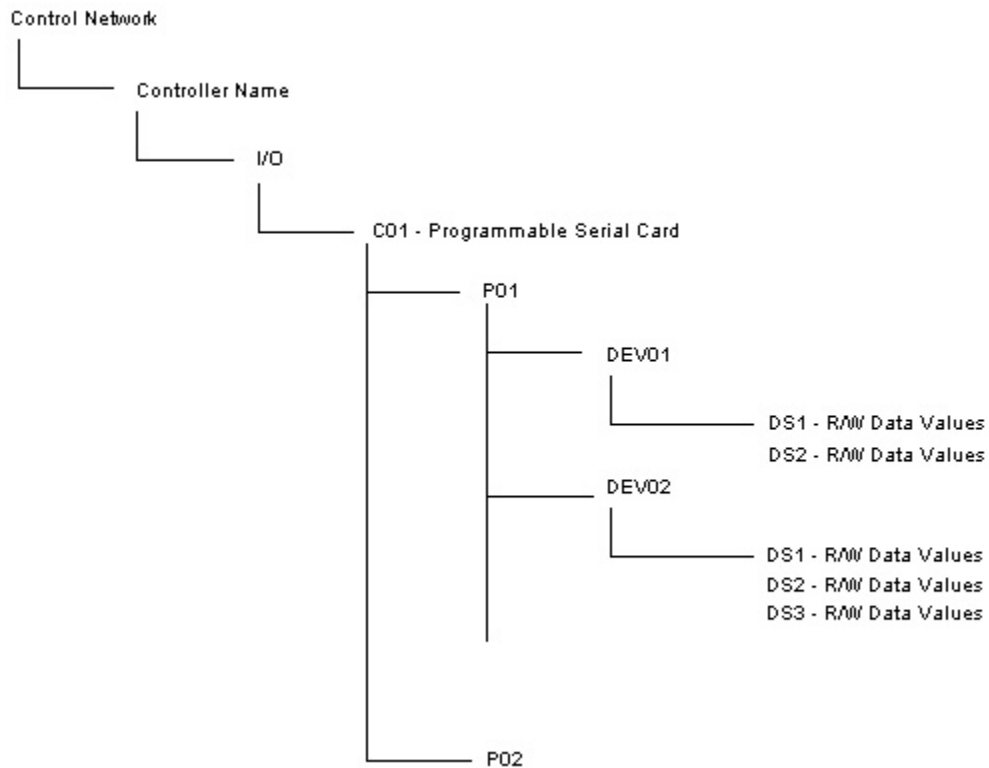 Control Network
Controller Name
I/O
C01 - Programmable Serial Card
P01
DEV01
DS1 - R/W Data Values
DS2 - R/W Data Values
DEV02
DS1 - R/W Data Values
DS2 - R/W Data Values
DS3 - R/W Data Values
P02